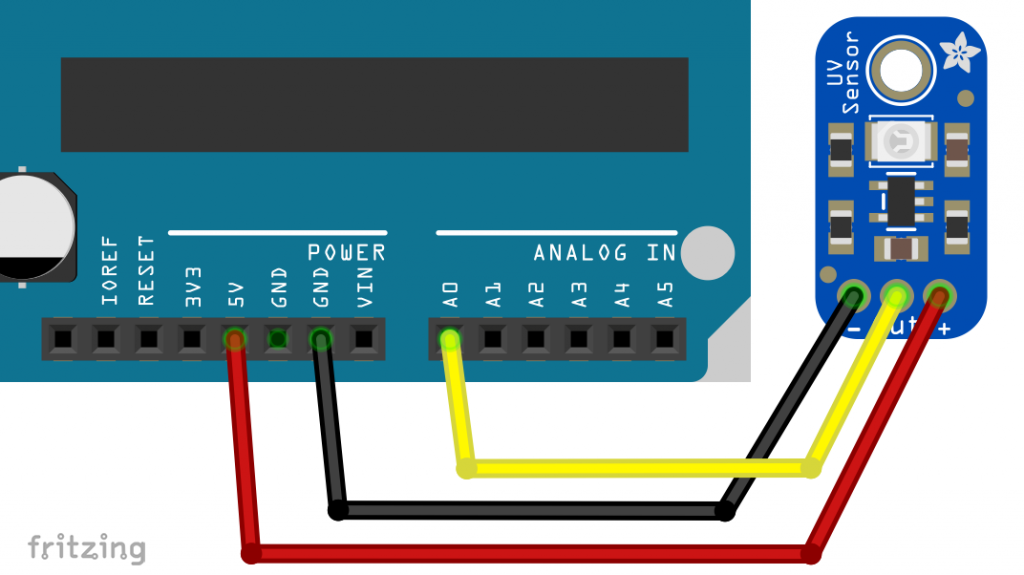 UV
Sensor
POWER
ANALOG IN
IOREF
RESET
3V3
5V
GND
GND
VIN
A0
A1
A2
A3
A4
A5
- ut +
fritzing